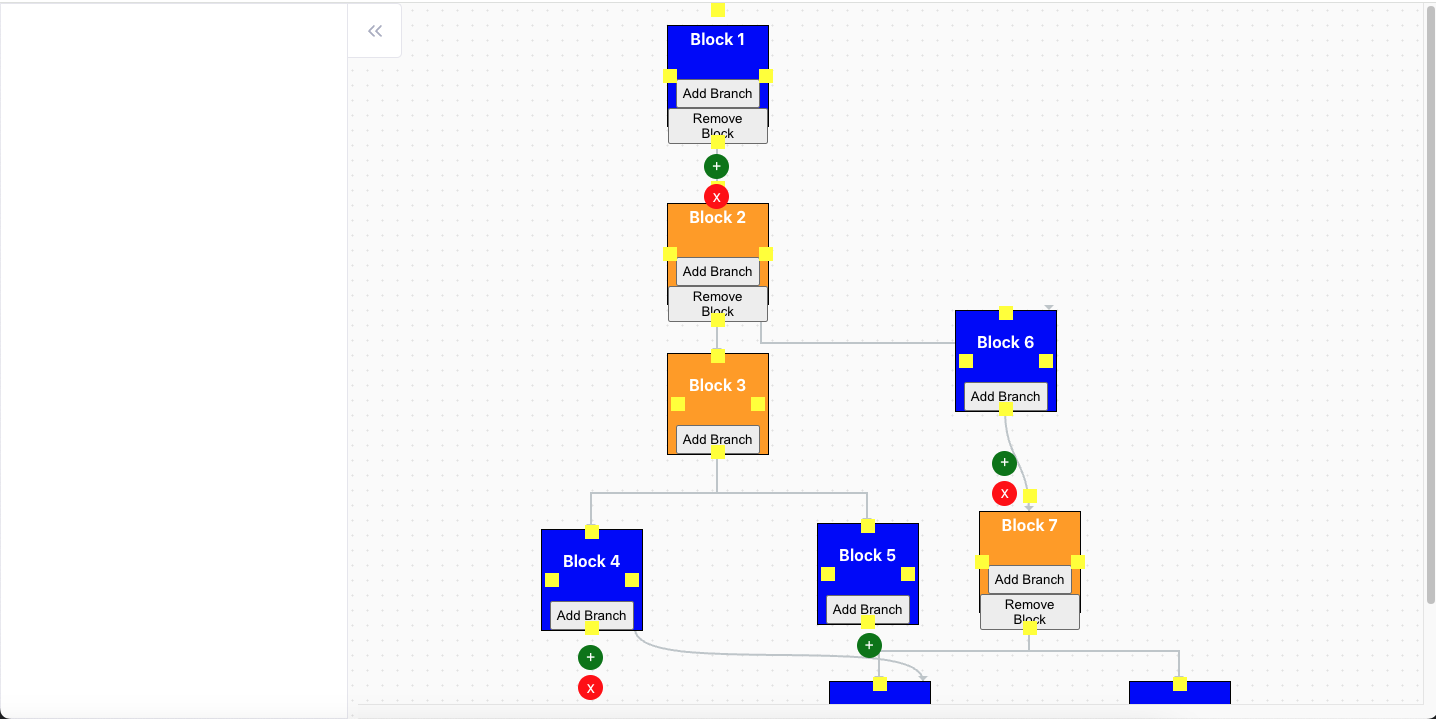 Block 1
Add Branch
Remove
Block
+
x
Block 2
Add Branch
Remove
Block
Block 6
Add Branch
Block 3
Add Branch
+
x
Block 7
Add Branch
Remove
Block
Block 4
Add Branch
+
x
Block 5
Add Branch
+